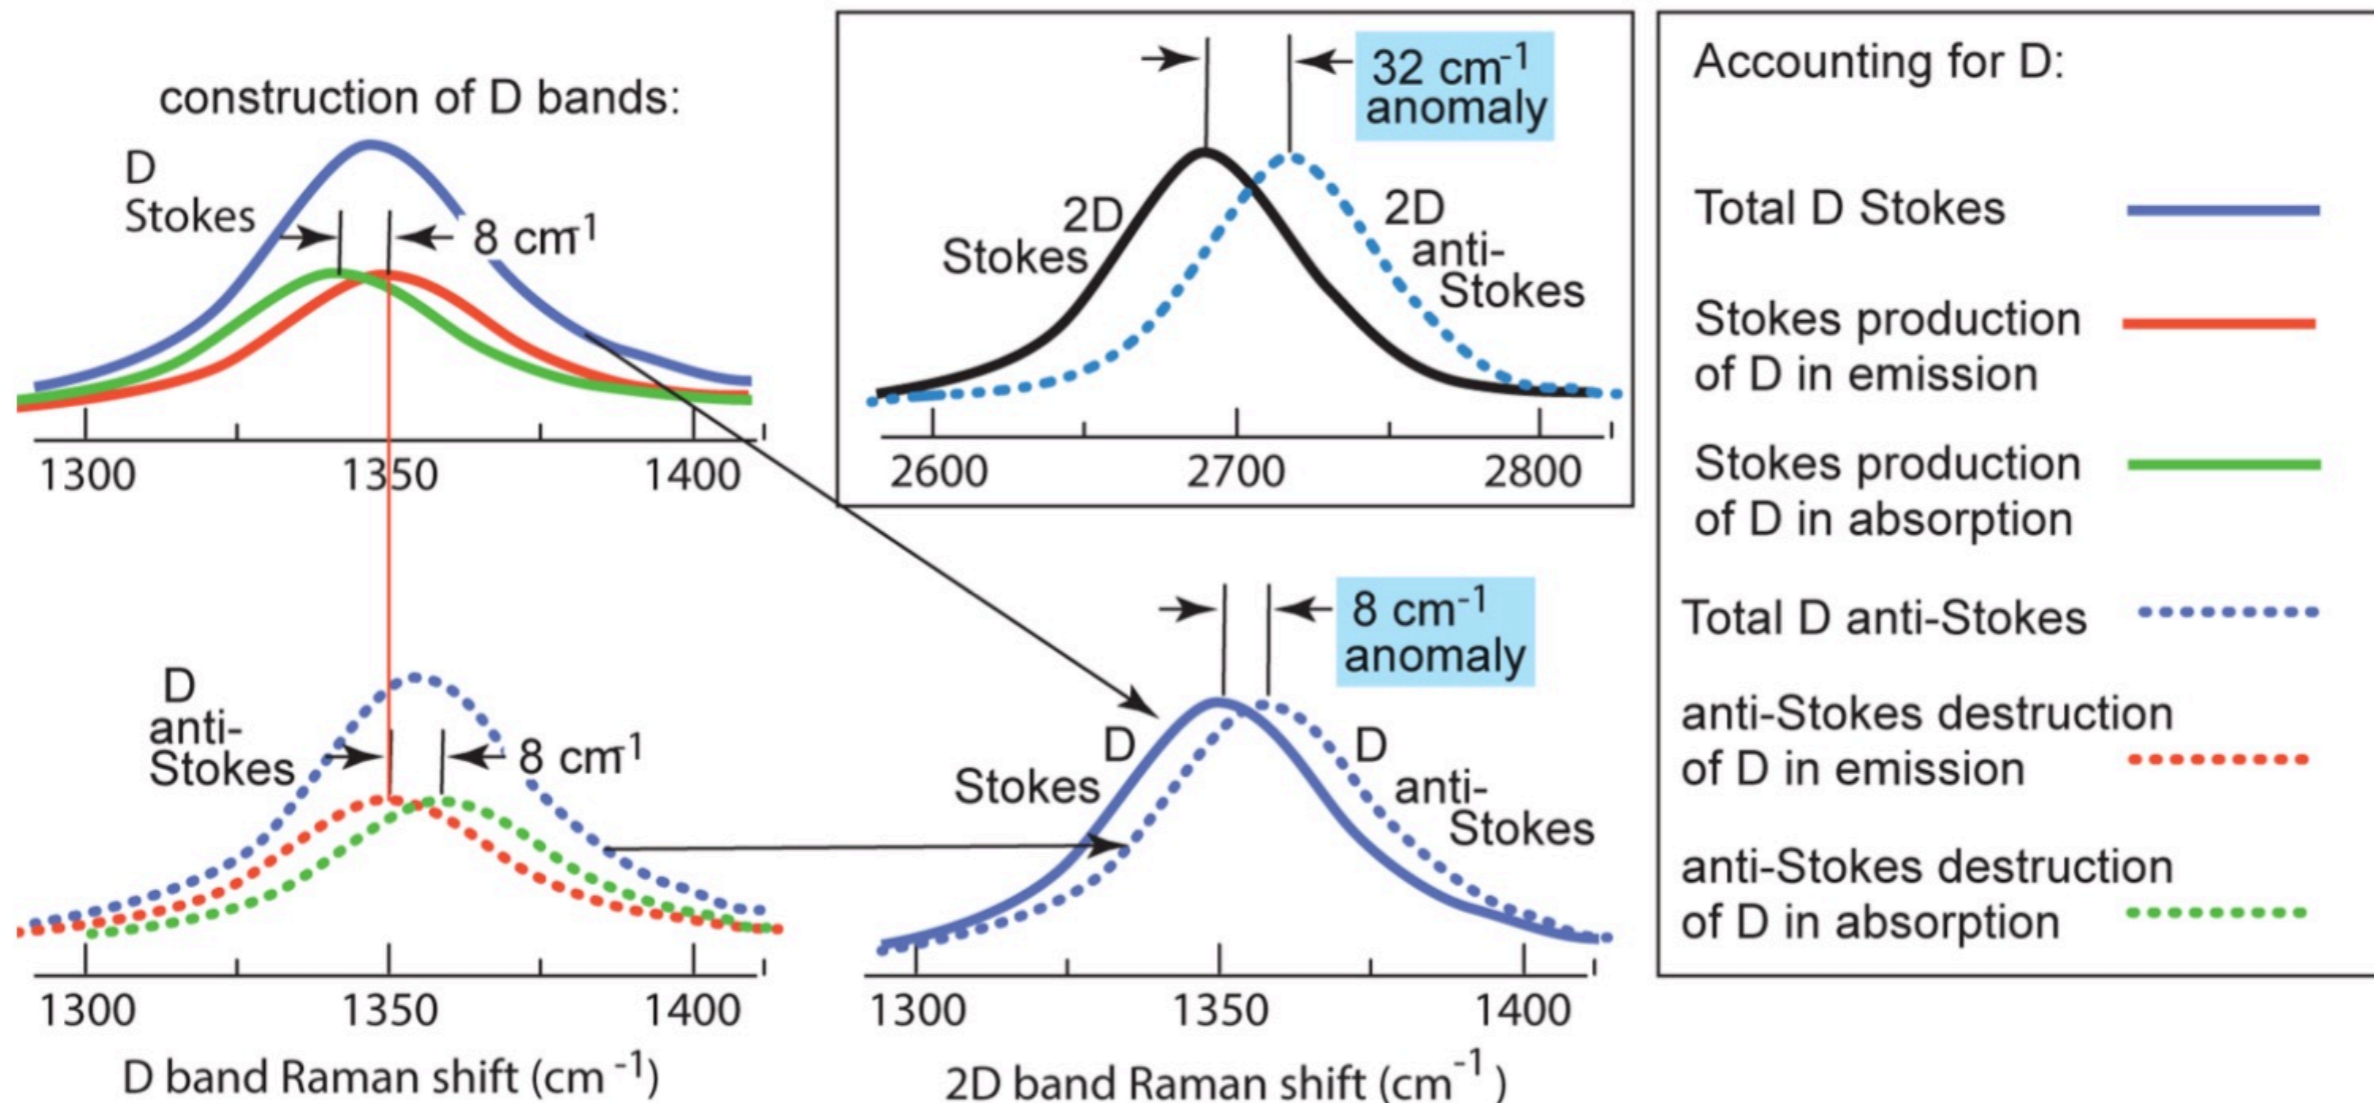 construction of D bands:
D
Stokes
8 cm-1
1300 1350 1400
32 cm-1
anomaly
2D
Stokes
2D
anti-
Stokes
2600 2700 2800
D
anti-
Stokes
8 cm-1
1300 1350 1400
D band Raman shift (cm -1)
8 cm-1
anomaly
D
Stokes
D
anti-
Stokes
1300 1350 1400
2D band Raman shift (cm-1 )
Accounting for D:
Total D Stokes
Stokes production
of D in emission
Stokes production
of D in absorption
Total D anti-Stokes
anti-Stokes destruction
of D in emission
anti-Stokes destruction
of D in absorption